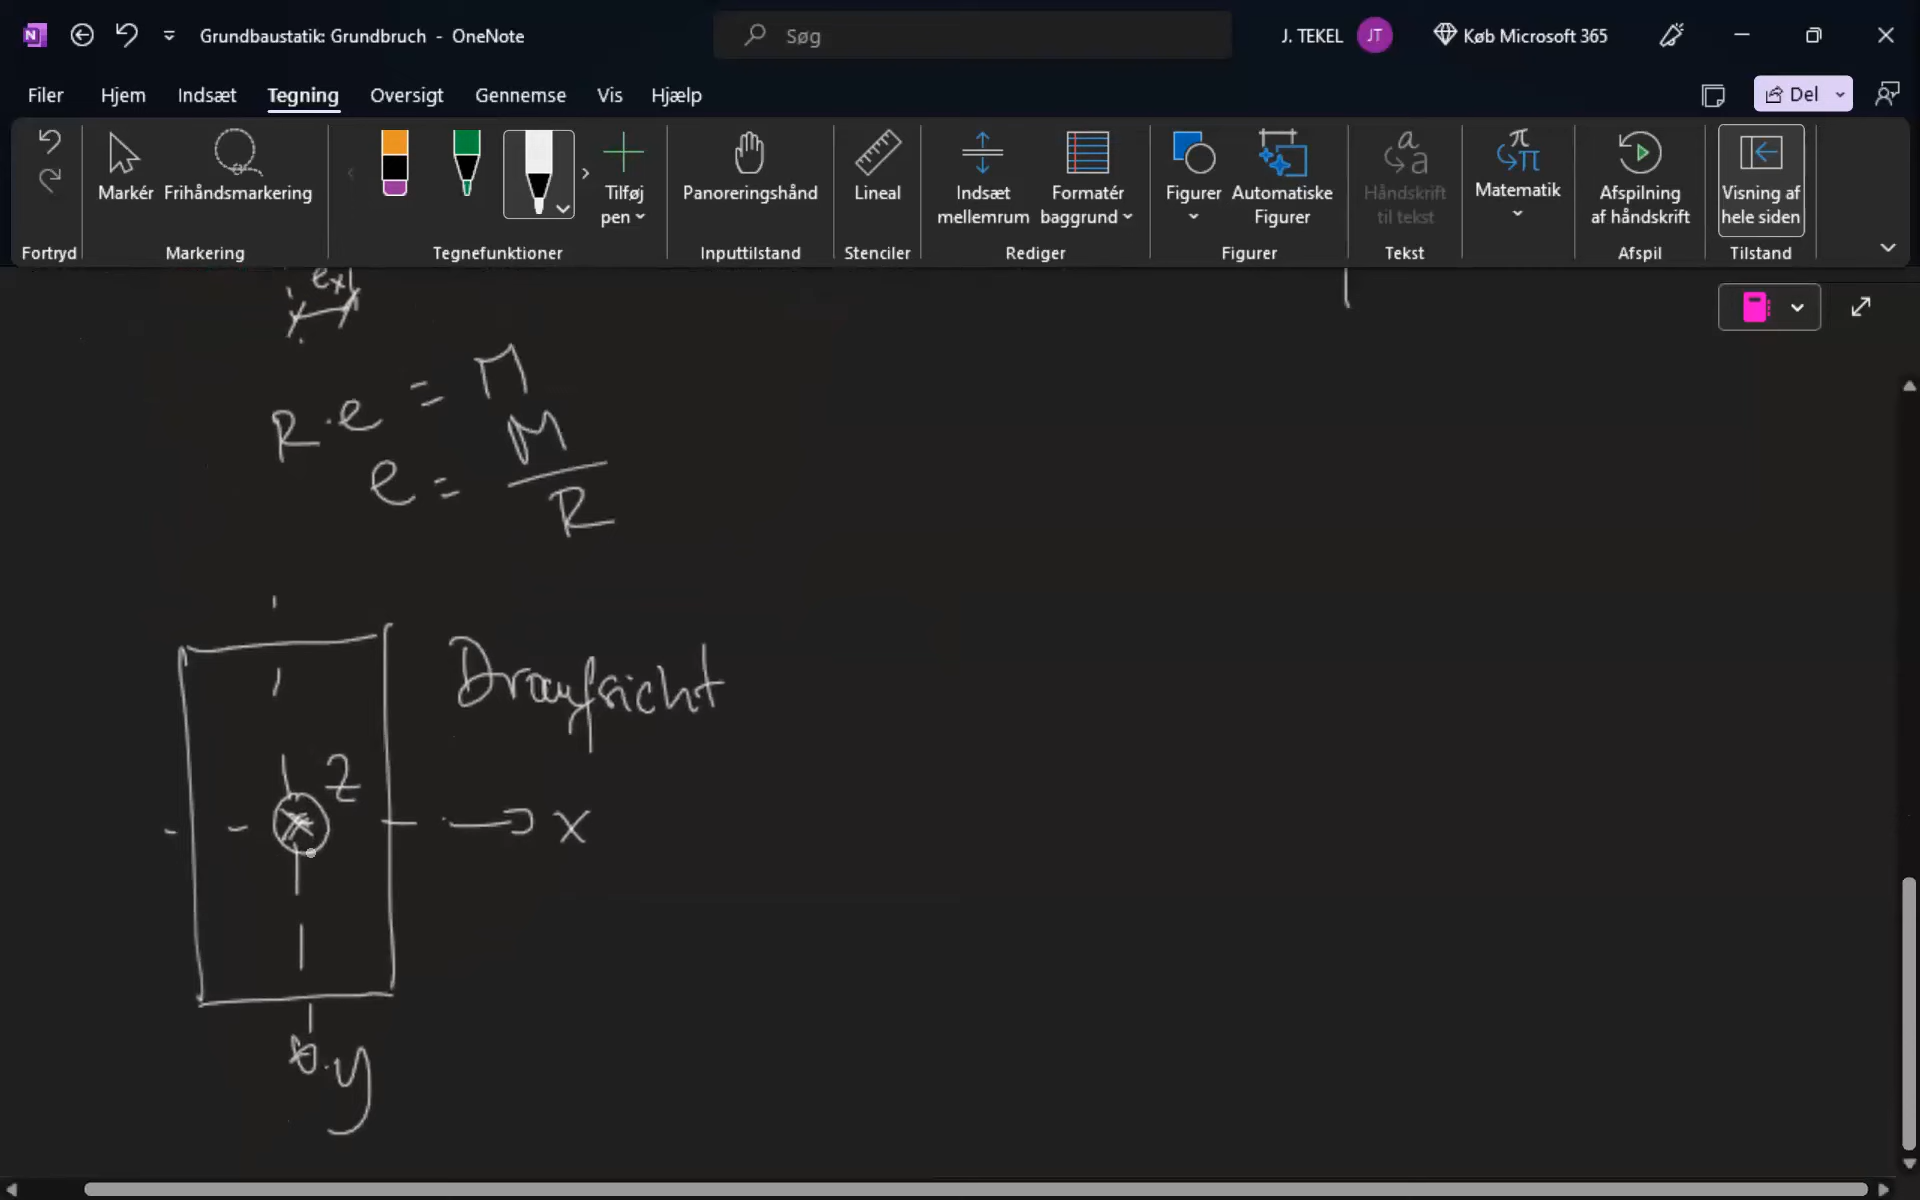 Grundbaustatik: Grundbruch - OneNote
Søg
J. TEKEL
JT
Køb Microsoft 365
Filer
Hjem
Indsæt
Tegning
Oversigt
Gennemse
Vis
Hjælp
Del
Markér
Frihåndsmarkering
Tilføj
pen
Panoreringshånd
Lineal
Indsæt
mellemrum
Formatér
baggrund
Figurer
Automatiske
Figurer
Håndskrift
til tekst
Matematik
Afspilning
af håndskrift
Visning af
hele siden
Fortryd
Markering
Tegnefunktioner
Inputtilstand
Stenciler
Rediger
Figurer
Tekst
Afspil
Tilstand
ex
R·e = M
e = M
R
Draufsicht
z
x
y